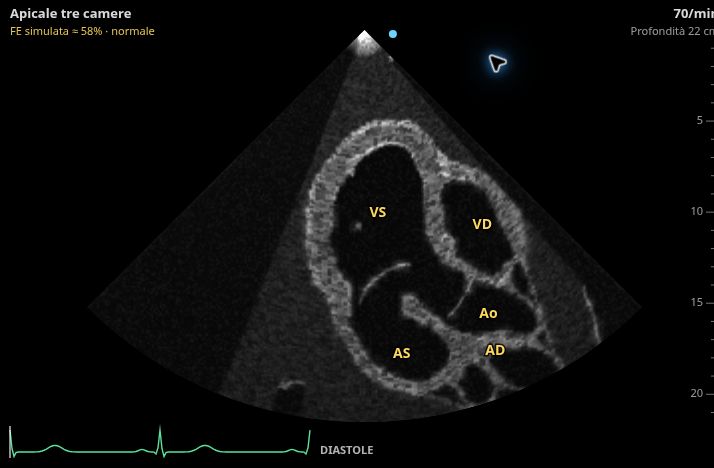 Apicale tre camere
FE simulata ≈ 58% · normale
70/min
Profondità 22 cm
5
VS
10
VD
15
Ao
AS
AD
20
DIASTOLE